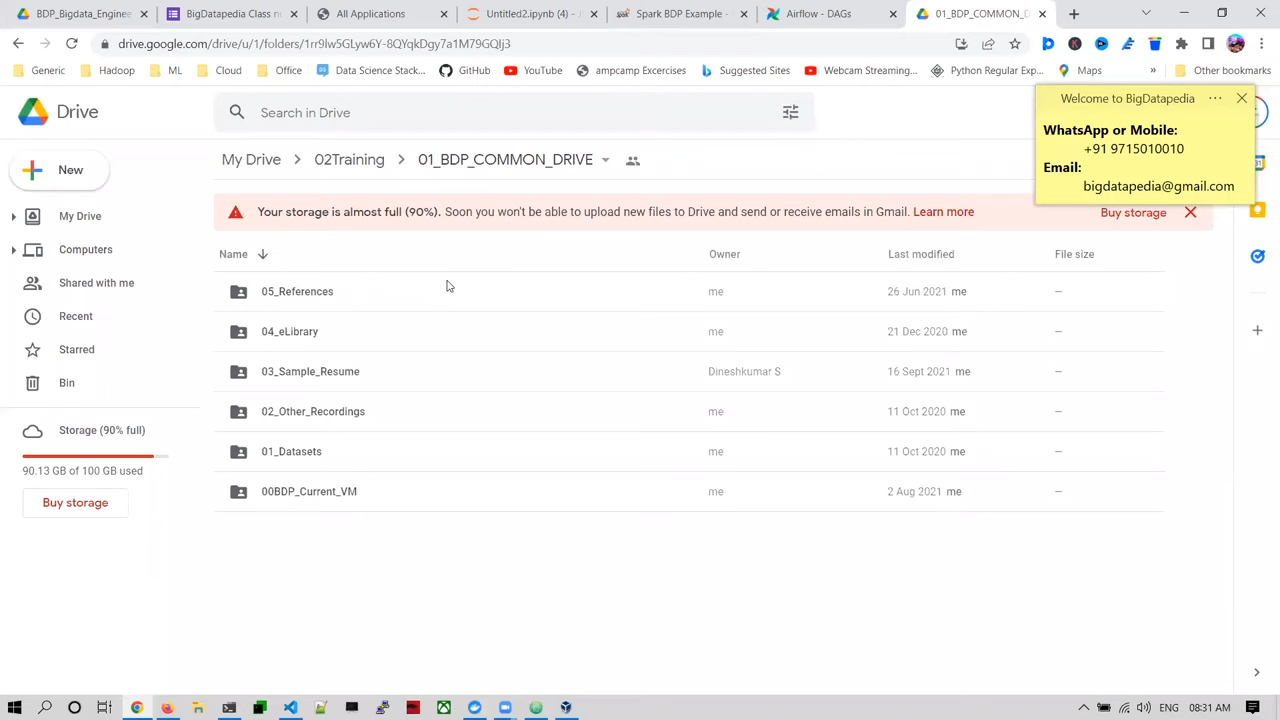 BDP_Bigdata_Engine
BigDatapedia Class n
All Applications
Untitled2.ipynb (4) - J
Spark BDP Example -
Airflow - DAGs
01_BDP_COMMON_D
drive.google.com/drive/u/1/folders/1rr9lw5GLyw6Y-8QYqkDgy7a1M79GQIj3
Generic
Hadoop
ML
Cloud
Office
Data Science Stack...
GitHub
YouTube
ampcamp Excercises
Suggested Sites
Webcam Streaming...
Python Regular Exp...
Maps
»
Other bookmarks
Drive
Search in Drive
Welcome to BigDatapedia
WhatsApp or Mobile:
+91 9715010010
Email:
bigdatapedia@gmail.com
New
My Drive
02Training
01_BDP_COMMON_DRIVE
Your storage is almost full (90%). Soon you won't be able to upload new files to Drive and send or receive emails in Gmail. Learn more
Buy storage
My Drive
Computers
Shared with me
Recent
Starred
Bin
Storage (90% full)
90.13 GB of 100 GB used
Buy storage
Name Owner Last modified File size
05_References me 26 Jun 2021 me –
04_eLibrary me 21 Dec 2020 me –
03_Sample_Resume Dineshkumar S 16 Sept 2021 me –
02_Other_Recordings me 11 Oct 2020 me –
01_Datasets me 11 Oct 2020 me –
00BDP_Current_VM me 2 Aug 2021 me –
ENG 08:31 AM